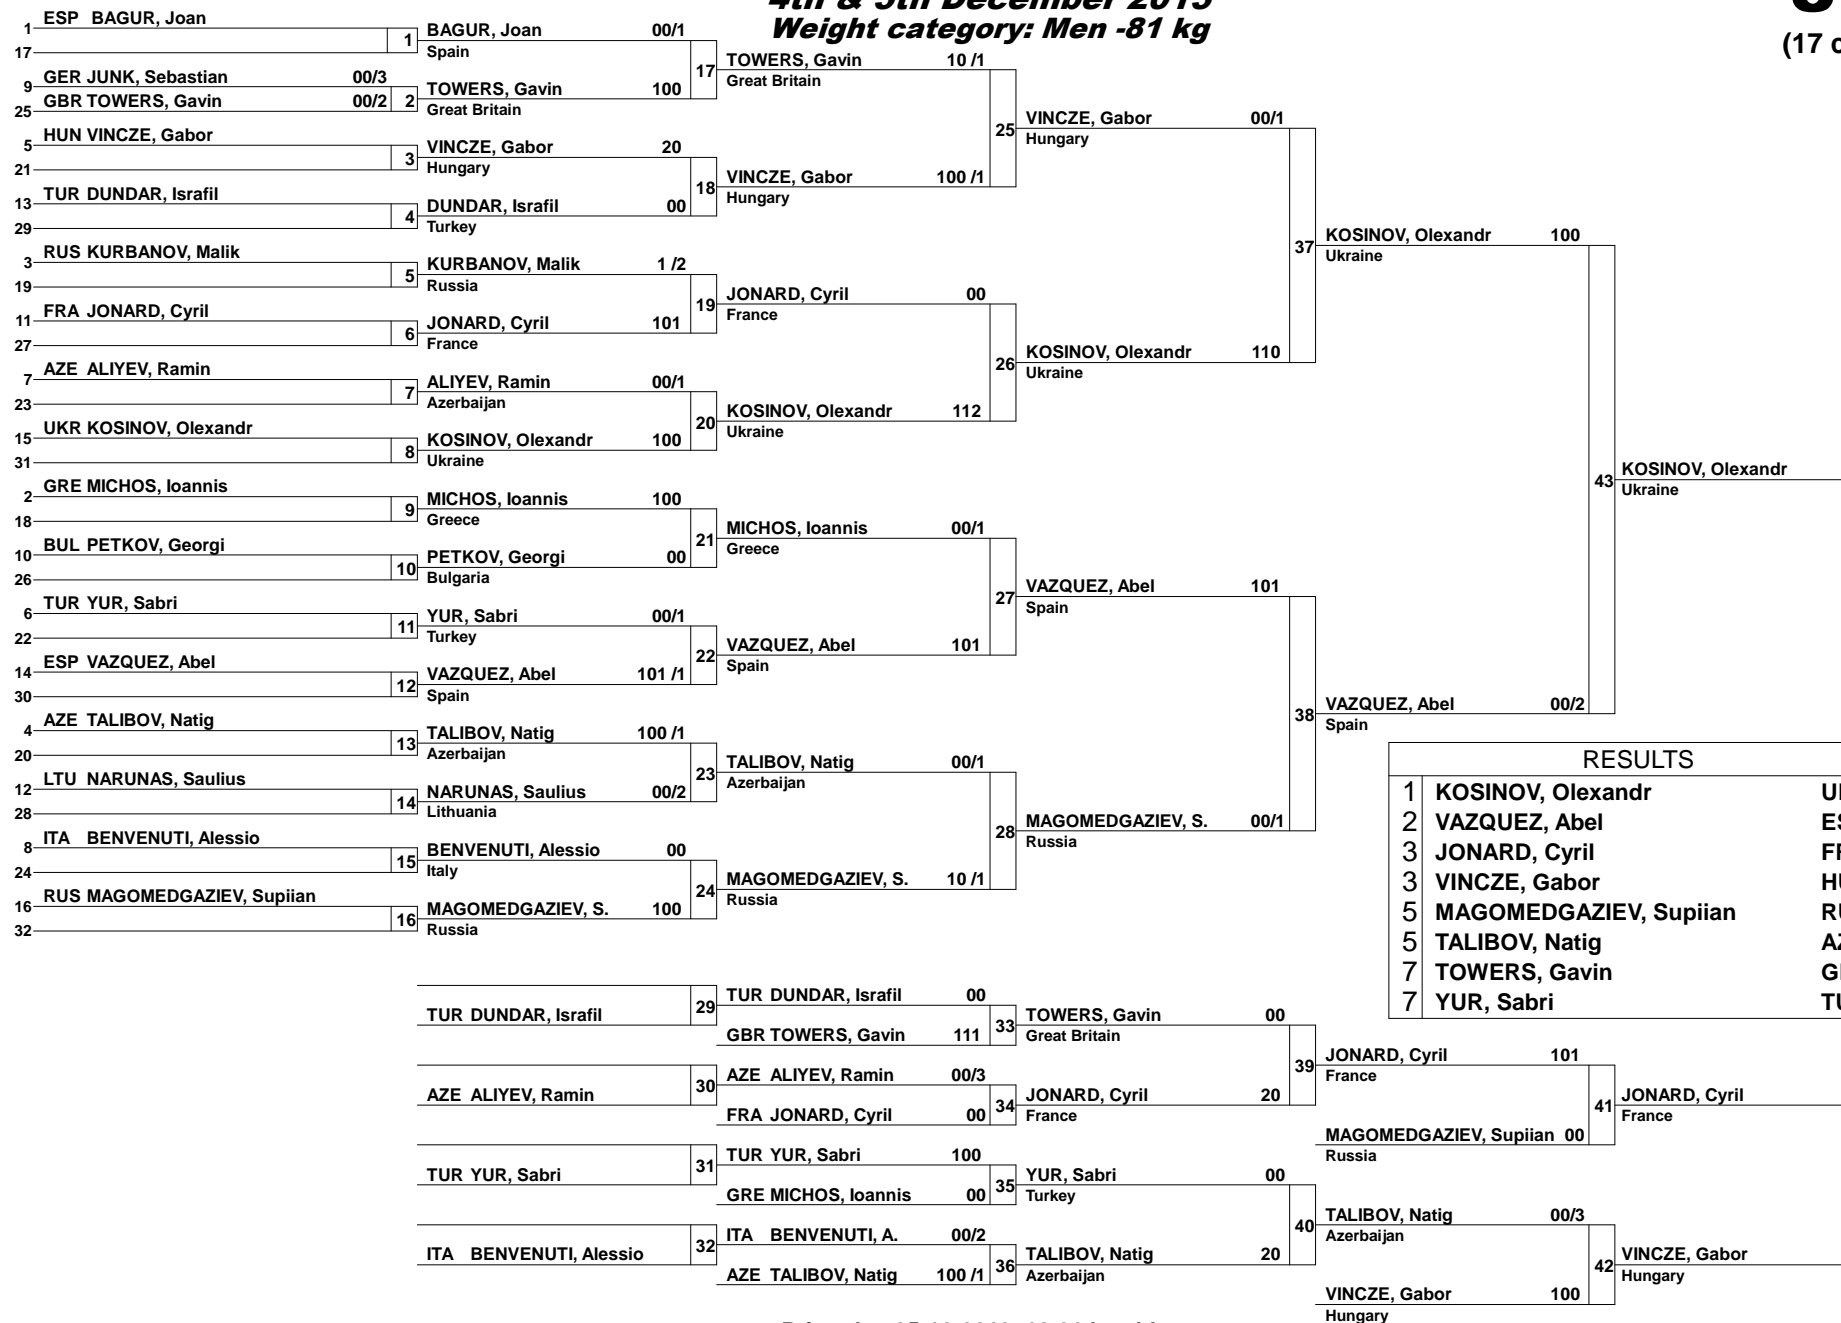 4th & 5th December 2015
Weight category: Men -81 kg
(17 c
1 ESP BAGUR, Joan
17
1
9 GER JUNK, Sebastian 00/3
25 GBR TOWERS, Gavin 00/2
2
5 HUN VINCZE, Gabor
21
3
13 TUR DUNDAR, Israfil
29
4
3 RUS KURBANOV, Malik
19
5
11 FRA JONARD, Cyril
27
6
7 AZE ALIYEV, Ramin
23
7
15 UKR KOSINOV, Olexandr
31
8
2 GRE MICHOS, Ioannis
18
9
10 BUL PETKOV, Georgi
26
10
6 TUR YUR, Sabri
22
11
14 ESP VAZQUEZ, Abel
30
12
4 AZE TALIBOV, Natig
20
13
12 LTU NARUNAS, Saulius
28
14
8 ITA BENVENUTI, Alessio
24
15
16 RUS MAGOMEDGAZIEV, Supiian
32
16
BAGUR, Joan 00/1
Spain
17
TOWERS, Gavin 100
Great Britain
VINCZE, Gabor 20
Hungary
18
DUNDAR, Israfil 00
Turkey
KURBANOV, Malik 1 /2
Russia
19
JONARD, Cyril 101
France
ALIYEV, Ramin 00/1
Azerbaijan
20
KOSINOV, Olexandr 100
Ukraine
MICHOS, Ioannis 100
Greece
21
PETKOV, Georgi 00
Bulgaria
YUR, Sabri 00/1
Turkey
22
VAZQUEZ, Abel 101 /1
Spain
TALIBOV, Natig 100 /1
Azerbaijan
23
NARUNAS, Saulius 00/2
Lithuania
BENVENUTI, Alessio 00
Italy
24
MAGOMEDGAZIEV, S. 100
Russia
TOWERS, Gavin 10 /1
Great Britain
25
VINCZE, Gabor 100 /1
Hungary
JONARD, Cyril 00
France
26
KOSINOV, Olexandr 112
Ukraine
MICHOS, Ioannis 00/1
Greece
27
VAZQUEZ, Abel 101
Spain
TALIBOV, Natig 00/1
Azerbaijan
28
MAGOMEDGAZIEV, S. 10 /1
Russia
VINCZE, Gabor 00/1
Hungary
37
KOSINOV, Olexandr 110
Ukraine
VAZQUEZ, Abel 101
Spain
38
MAGOMEDGAZIEV, S. 00/1
Russia
KOSINOV, Olexandr 100
Ukraine
43
VAZQUEZ, Abel 00/2
Spain
KOSINOV, Olexandr
Ukraine
RESULTS
1 KOSINOV, Olexandr U
2 VAZQUEZ, Abel ES
3 JONARD, Cyril FR
3 VINCZE, Gabor HU
5 MAGOMEDGAZIEV, Supiian RU
5 TALIBOV, Natig AZ
7 TOWERS, Gavin GB
7 YUR, Sabri TU
TUR DUNDAR, Israfil
29
AZE ALIYEV, Ramin
30
TUR YUR, Sabri
31
ITA BENVENUTI, Alessio
32
TUR DUNDAR, Israfil 00
33
GBR TOWERS, Gavin 111
AZE ALIYEV, Ramin 00/3
34
FRA JONARD, Cyril 00
TUR YUR, Sabri 100
35
GRE MICHOS, Ioannis 00
ITA BENVENUTI, A. 00/2
36
AZE TALIBOV, Natig 100 /1
TOWERS, Gavin 00
Great Britain
39
JONARD, Cyril 20
France
YUR, Sabri 00
Turkey
40
TALIBOV, Natig 20
Azerbaijan
JONARD, Cyril 101
France
41
MAGOMEDGAZIEV, Supiian 00
Russia
TALIBOV, Natig 00/3
Azerbaijan
42
VINCZE, Gabor 100
Hungary
JONARD, Cyril
France
VINCZE, Gabor
Hungary